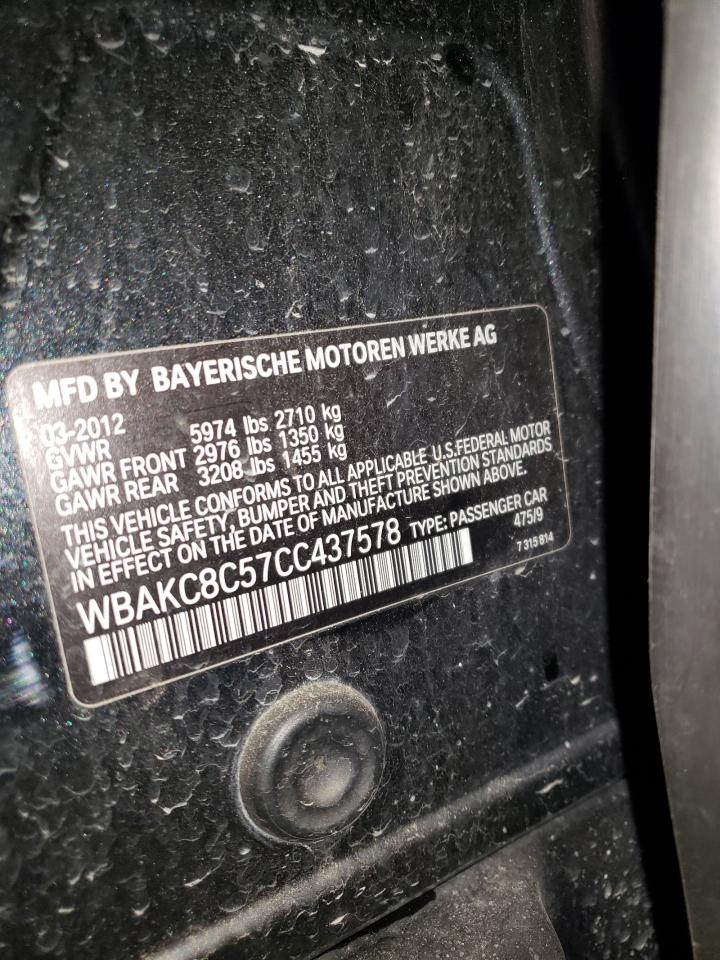 MFD BY BAYERISCHE MOTOREN WERKE AG
03-2012
GVWR 5974 lbs 2710 kg
GAWR FRONT 2976 lbs 1350 kg
GAWR REAR 3208 lbs 1455 kg
THIS VEHICLE CONFORMS TO ALL APPLICABLE U.S.FEDERAL MOTOR
VEHICLE SAFETY, BUMPER AND THEFT PREVENTION STANDARDS
IN EFFECT ON THE DATE OF MANUFACTURE SHOWN ABOVE.
WBAKC8C57CC437578 TYPE: PASSENGER CAR
475/9
7 315 814